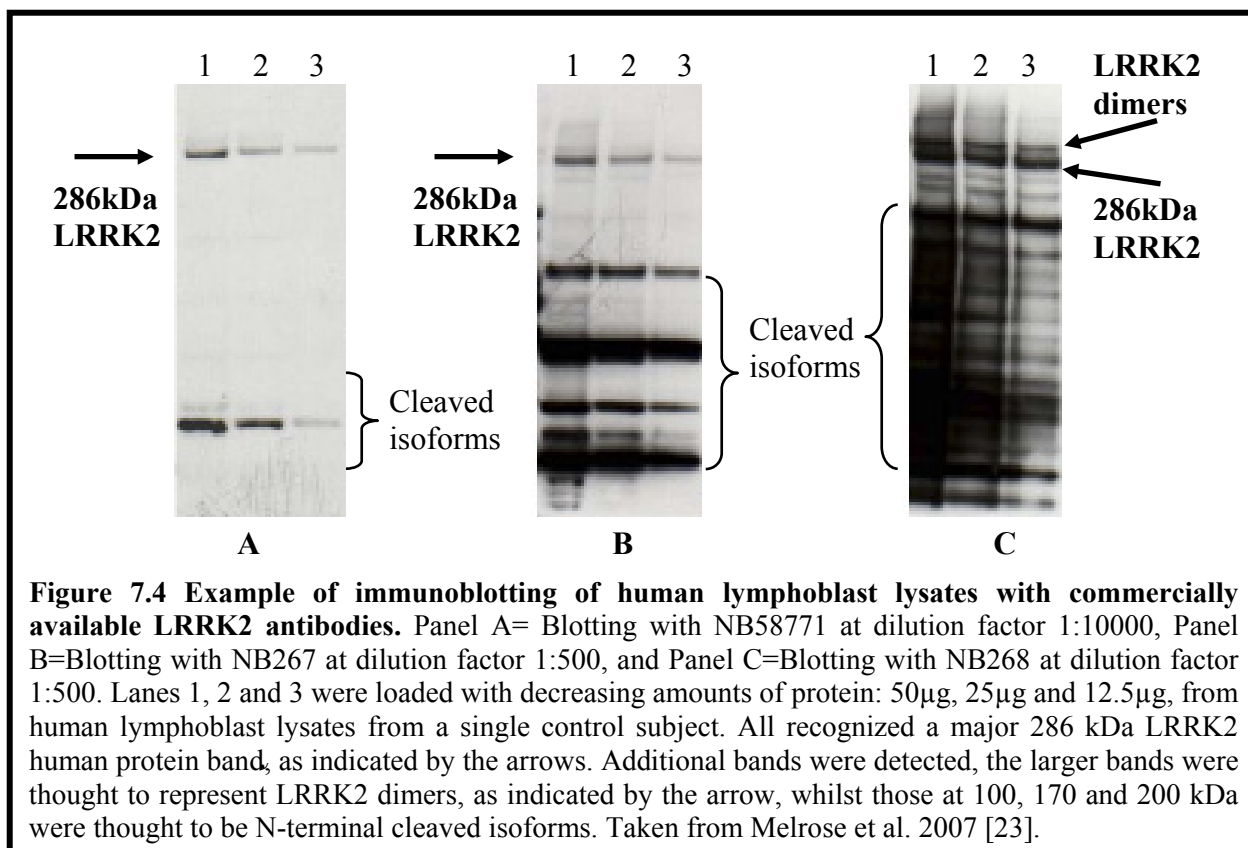 1 2 3
1 2 3
1 2 3
LRRK2
dimers
286kDa
LRRK2
286kDa
LRRK2
286kDa
LRRK2
Cleaved
isoforms
Cleaved
isoforms
A
B
C
Figure 7.4 Example of immunoblotting of human lymphoblast lysates with commercially
available LRRK2 antibodies. Panel A= Blotting with NB58771 at dilution factor 1:10000, Panel
B=Blotting with NB267 at dilution factor 1:500, and Panel C=Blotting with NB268 at dilution factor
1:500. Lanes 1, 2 and 3 were loaded with decreasing amounts of protein: 50µg, 25µg and 12.5µg, from
human lymphoblast lysates from a single control subject. All recognized a major 286 kDa LRRK2
human protein band, as indicated by the arrows. Additional bands were detected, the larger bands were
thought to represent LRRK2 dimers, as indicated by the arrow, whilst those at 100, 170 and 200 kDa
were thought to be N-terminal cleaved isoforms. Taken from Melrose et al. 2007 [23].